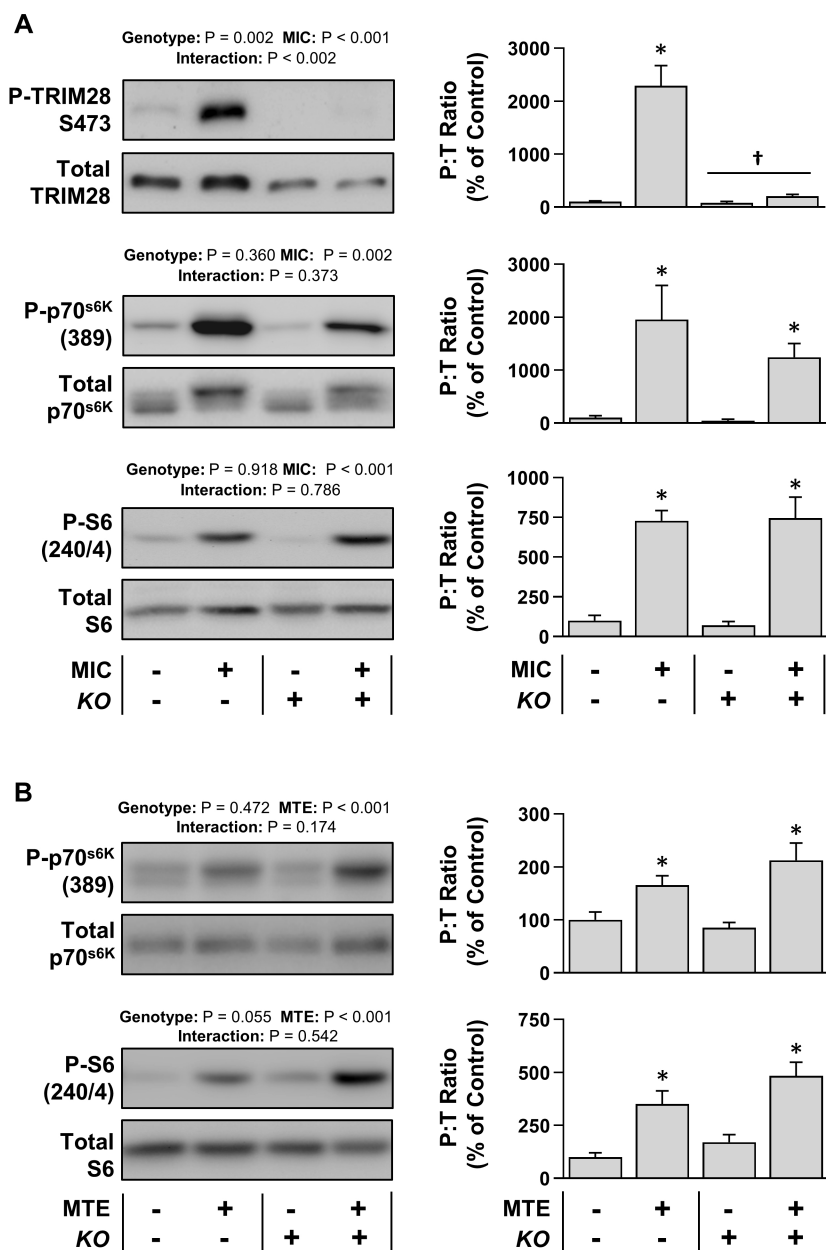 A
Genotype: P = 0.002 MIC: P < 0.001
Interaction: P < 0.002
P-TRIM28
S473
Total
TRIM28
P:T Ratio
(% of Control)
3000
2000
1000
0
*
†
Genotype: P = 0.360 MIC: P = 0.002
Interaction: P = 0.373
P-p70s6K
(389)
Total
p70s6K
P:T Ratio
(% of Control)
3000
2000
1000
0
*
*
Genotype: P = 0.918 MIC: P < 0.001
Interaction: P = 0.786
P-S6
(240/4)
Total
S6
P:T Ratio
(% of Control)
1000
750
500
250
0
*
*
MIC - + - +
KO - - + +
MIC - + - +
KO - - + +
B
Genotype: P = 0.472 MTE: P < 0.001
Interaction: P = 0.174
P-p70s6K
(389)
Total
p70s6K
P:T Ratio
(% of Control)
300
200
100
0
*
*
Genotype: P = 0.055 MTE: P < 0.001
Interaction: P = 0.542
P-S6
(240/4)
Total
S6
P:T Ratio
(% of Control)
750
500
250
0
*
*
MTE - + - +
KO - - + +
MTE - + - +
KO - - + +